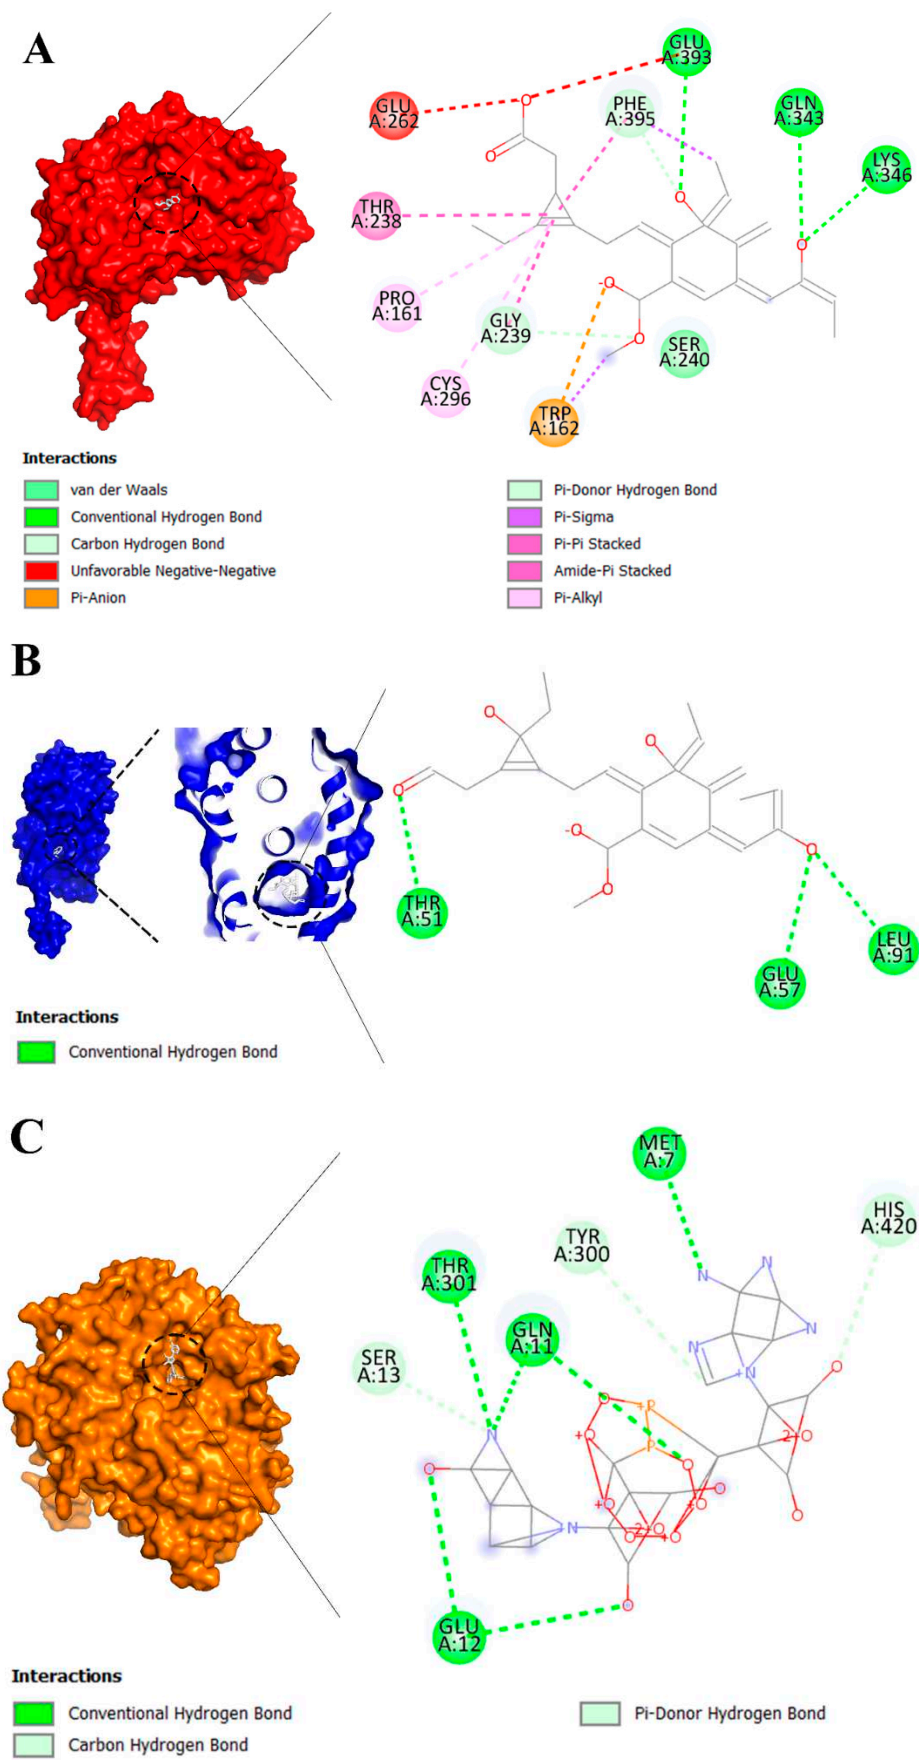 A
GLU
A:393
GLU
A:262
PHE
A:395
GLN
A:343
LYS
A:346
O
O
O
O
THR
A:238
-O
O
PRO
A:161
GLY
A:239
SER
A:240
CYS
A:296
TRP
A:162
Interactions
van der Waals
Conventional Hydrogen Bond
Carbon Hydrogen Bond
Unfavorable Negative-Negative
Pi-Anion
Pi-Donor Hydrogen Bond
Pi-Sigma
Pi-Pi Stacked
Amide-Pi Stacked
Pi-Alkyl
B
O
O
O
-O
O
O
THR
A:51
GLU
A:57
LEU
A:91
Interactions
Conventional Hydrogen Bond
C
MET
A:7
HIS
A:420
TYR
A:300
THR
A:301
GLN
A:11
SER
A:13
N
N
N
N
+N
O
2+O
O
O
+P
+O
P
O
N
O
+O
+O
O
N
2+O
+O
O
GLU
A:12
Interactions
Conventional Hydrogen Bond
Carbon Hydrogen Bond
Pi-Donor Hydrogen Bond